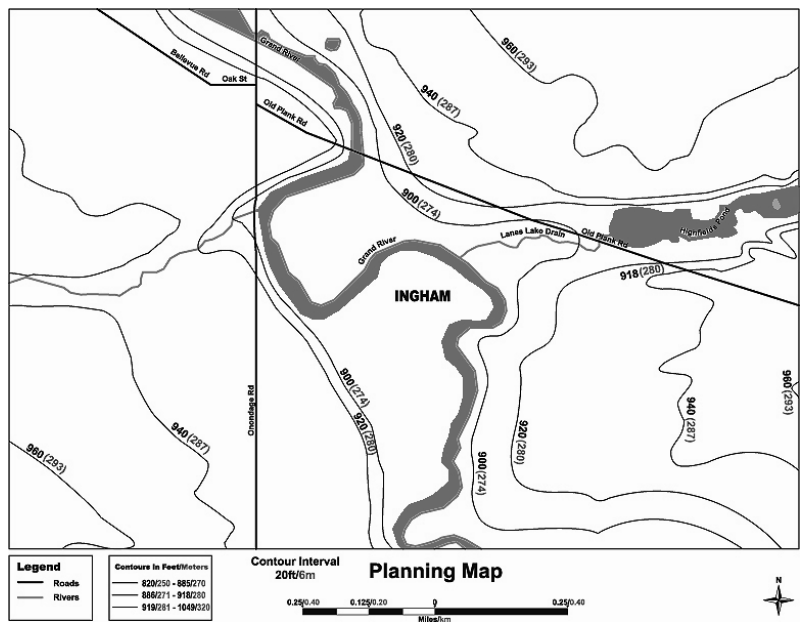 Grand River
960 (293)
Bellevue Rd
Oak St
940 (287)
Old Plank Rd
920 (280)
900 (274)
Highfields Pond
Lanes Lake Drain
Old Plank Rd
Grand River
918 (280)
INGHAM
900 (274)
960 (293)
Onondage Rd
940 (287)
920 (280)
920 (280)
940 (287)
960 (293)
900 (274)
Legend
Roads
Rivers
Contours In Feet/Meters
820/250 - 885/270
886/271 - 918/280
919/281 - 1049/320
Contour Interval
20ft/6m
Planning Map
0.25/0.40 0.125/0.20 0 0.25/0.40
Miles/km
N